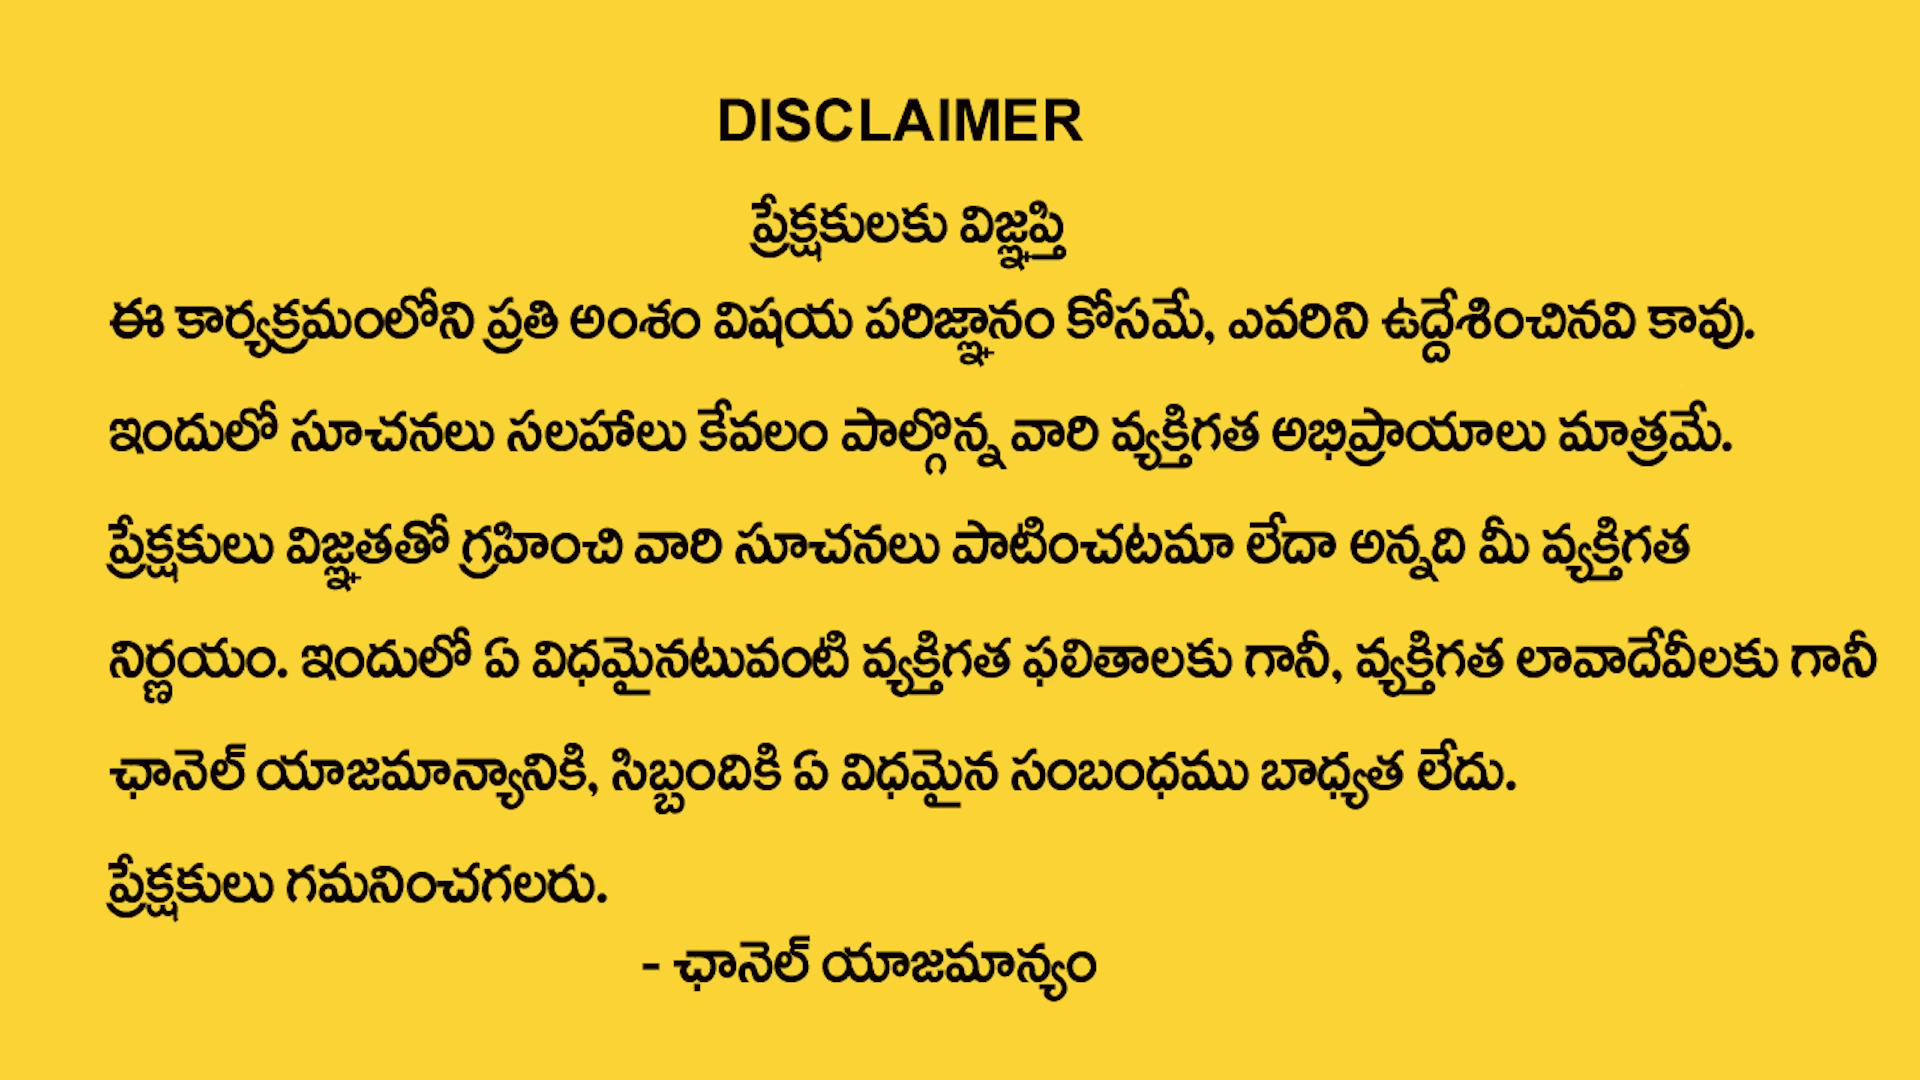 DISCLAIMER
ప్రేక్షకులకు విజ్ఞప్తి
ఈ కార్యక్రమంలోని ప్రతి అంశం విషయ పరిజ్ఞానం కోసమే, ఎవరిని ఉద్దేశించినవి కావు.
ఇందులో సూచనలు సలహాలు కేవలం పాల్గొన్న వారి వ్యక్తిగత అభిప్రాయాలు మాత్రమే.
ప్రేక్షకులు విజ్ఞతతో గ్రహించి వారి సూచనలు పాటించటమా లేదా అన్నది మీ వ్యక్తిగత
నిర్ణయం. ఇందులో ఏ విధమైనటువంటి వ్యక్తిగత ఫలితాలకు గానీ, వ్యక్తిగత లావాదేవీలకు గానీ
ఛానెల్ యాజమాన్యానికి, సిబ్బందికి ఏ విధమైన సంబంధము బాధ్యత లేదు.
ప్రేక్షకులు గమనించగలరు.
- ఛానెల్ యాజమాన్యం